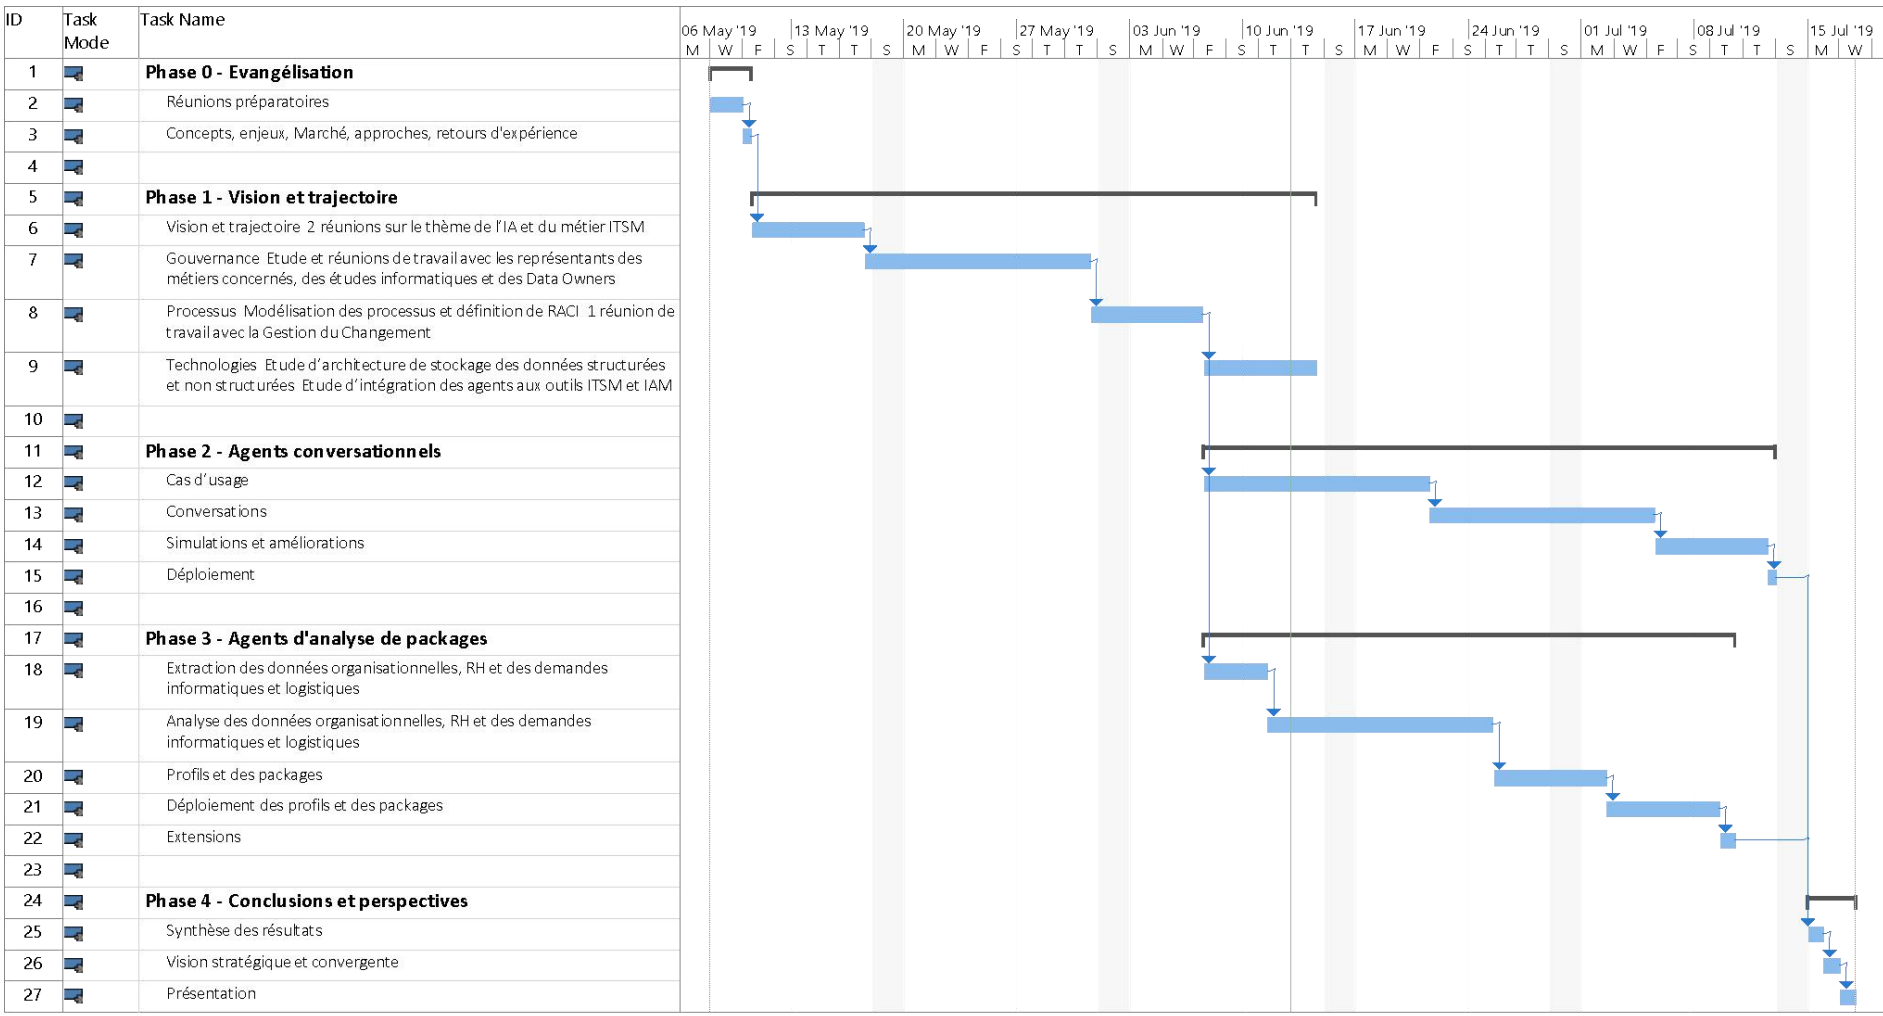 ID
Task Mode
Task Name
06 May '19 13 May '19 20 May '19 27 May '19 03 Jun '19 10 Jun '19 17 Jun '19 24 Jun '19 01 Jul '19 08 Jul '19 15 Jul '19
M W F S T T S M W F S T T S M W F S T T S M W F S T T S M W F S T T S M W
1 Phase 0 - Evangélisation
2 Réunions préparatoires
3 Concepts, enjeux, Marché, approches, retours d'expérience
4
5 Phase 1 - Vision et trajectoire
6 Vision et trajectoire 2 réunions sur le thème de l'IA et du métier ITSM
7 Gouvernance Etude et réunions de travail avec les représentants des
métiers concernés, des études informatiques et des Data Owners
8 Processus Modélisation des processus et définition de RACI 1 réunion de
travail avec la Gestion du Changement
9 Technologies Etude d'architecture de stockage des données structurées
et non structurées Etude d'intégration des agents aux outils ITSM et IAM
10
11 Phase 2 - Agents conversationnels
12 Cas d'usage
13 Conversations
14 Simulations et améliorations
15 Déploiement
16
17 Phase 3 - Agents d'analyse de packages
18 Extraction des données organisationnelles, RH et des demandes
informatiques et logistiques
19 Analyse des données organisationnelles, RH et des demandes
informatiques et logistiques
20 Profils et des packages
21 Déploiement des profils et des packages
22 Extensions
23
24 Phase 4 - Conclusions et perspectives
25 Synthèse des résultats
26 Vision stratégique et convergente
27 Présentation